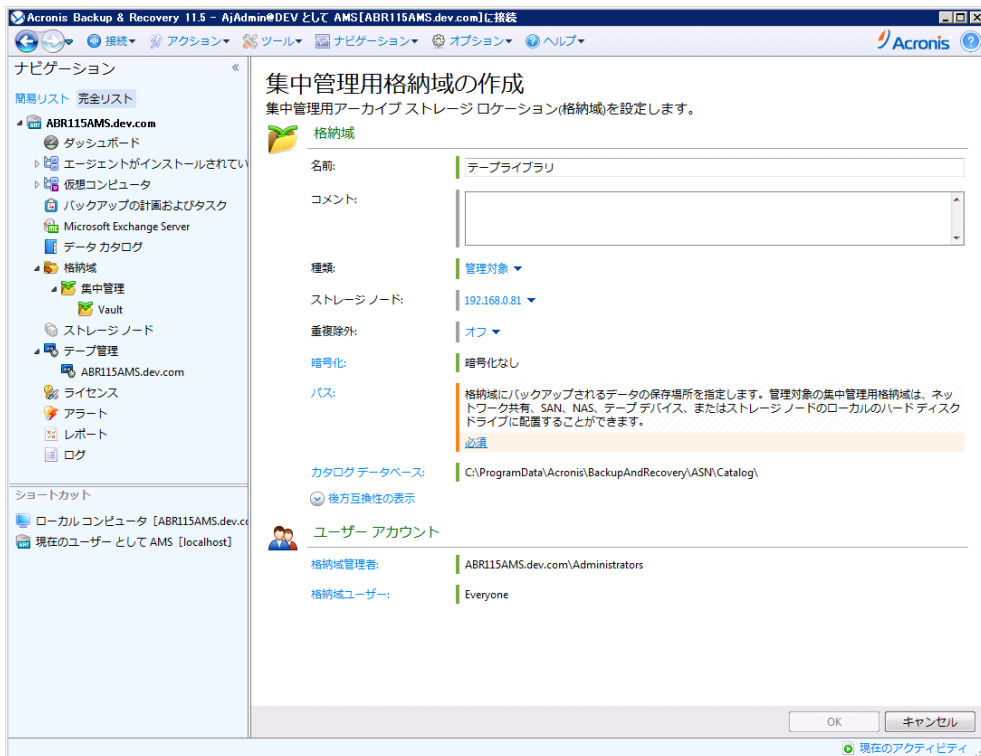 Acronis Backup & Recovery 11.5 - AjAdmin@DEV として AMS[ABR115AMS.dev.com]に接続
接続 アクション ツール ナビゲーション オプション ヘルプ Acronis
ナビゲーション
簡易リスト 完全リスト
ABR115AMS.dev.com
ダッシュボード
エージェントがインストールされてい
仮想コンピュータ
バックアップの計画およびタスク
Microsoft Exchange Server
データ カタログ
格納域
集中管理
Vault
ストレージ ノード
テープ管理
ABR115AMS.dev.com
ライセンス
アラート
レポート
ログ
ショートカット
ローカル コンピュータ [ABR115AMS.dev.co
現在のユーザー として AMS [localhost]
集中管理用格納域の作成
集中管理用アーカイブ ストレージ ロケーション(格納域)を設定します。
格納域
名前: テープライブラリ
コメント:
種類: 管理対象
ストレージ ノード: 192.168.0.81
重複除外: オフ
暗号化: 暗号化なし
パス: 格納域にバックアップされるデータの保存場所を指定します。管理対象の集中管理用格納域は、ネッ
トワーク共有、SAN、NAS、テープ デバイス、またはストレージ ノードのローカルのハード ディスク
ドライブに配置することができます。
必須
カタログ データベース: C:\ProgramData\Acronis\BackupAndRecovery\ASN\Catalog\
後方互換性の表示
ユーザー アカウント
格納域管理者: ABR115AMS.dev.com\Administrators
格納域ユーザー: Everyone
OK キャンセル
現在のアクティビティ